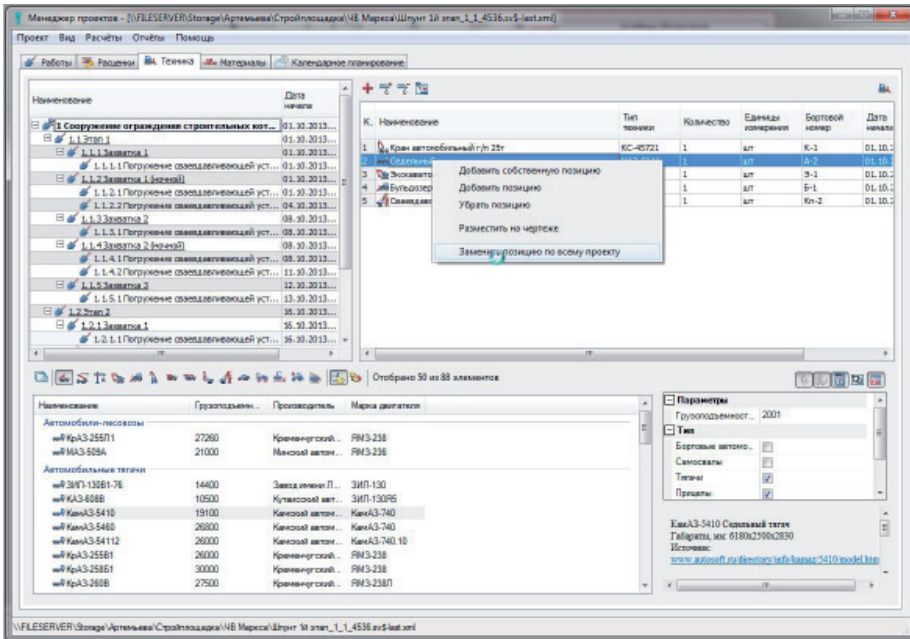 Менеджер проектов - [\\FILESERVER\Storage\Артемьева\Стройплощадка\ЧВ Маркса\Шпунт 1й этап_1_1_4536.sv$-last.xml]
Проект Вид Расчёты Отчёты Помощь
Работы Расценки Техника Материалы Календарное планирование
Наименование Дата начала
1 Сооружение ограждения строительных кот... 01.10.2013...
1.1 Этап 1 01.10.2013...
1.1.1 Захватка 1 01.10.2013...
1.1.1.1 Погружение сваевдавливающей уст... 01.10.2013...
1.1.2 Захватка 1 (ночной) 01.10.2013...
1.1.2.1 Погружение сваевдавливающей уст... 01.10.2013...
1.1.2.2 Погружение сваевдавливающей уст... 04.10.2013...
1.1.3 Захватка 2 08.10.2013...
1.1.3.1 Погружение сваевдавливающей уст... 08.10.2013...
1.1.4 Захватка 2 (ночной) 08.10.2013...
1.1.4.1 Погружение сваевдавливающей уст... 08.10.2013...
1.1.4.2 Погружение сваевдавливающей уст... 11.10.2013...
1.1.5 Захватка 3 12.10.2013...
1.1.5.1 Погружение сваевдавливающей уст... 13.10.2013...
1.2 Этап 2 16.10.2013...
1.2.1 Захватка 1 16.10.2013...
1.2.1.1 Погружение сваевдавливающей уст... 16.10.2013...
К.. Наименование Тип техники Количество Единицы измерения Бортовой номер Дата начала
1 Кран автомобильный г/п 25т КС-45721 1 шт К-1 01.10.2
2 Седельны 1 шт А-2 01.10.2
3 Экскавато 1 шт Э-1 01.10.2
4 Бульдозер 1 шт Б-1 01.10.2
5 Сваевдав 1 шт Кп-2 01.10.2
Добавить собственную позицию
Добавить позицию
Убрать позицию
Разместить на чертеже
Заменить позицию по всему проекту
Отобрано 50 из 88 элементов
Наименование Грузоподъемн... Производитель Марка двигателя
Автомобили-лесовозы
КрАЗ-255Л1 27260 Кременчугский... ЯМЗ-238
МАЗ-509А 21000 Минский автом... ЯМЗ-236
Автомобильные тягачи
ЗИЛ-130В1-76 14400 Завод имени Л... ЗИЛ-130
КАЗ-608В 10500 Кутаисский авт... ЗИЛ-130Я5
КамАЗ-5410 19100 Камский автом... КамАЗ-740
КамАЗ-5460 26800 Камский автом... КамАЗ-740
КамАЗ-54112 26000 Камский автом... КамАЗ-740.10
КрАЗ-255В1 26000 Кременчугский... ЯМЗ-238
КрАЗ-258Б1 30000 Кременчугский... ЯМЗ-238
КрАЗ-260В 27500 Кременчугский... ЯМЗ-238Л
Параметры
Грузоподъемност... 2001
Тип
Бортовые автомо...
Самосвалы
Тягачи
Прицепы
КамАЗ-5410 Седельный тягач
Габариты, мм: 6180x2500x2830
Источник:
www.autosoft.ru/directory/info/kamaz/5410/model.htm
\\FILESERVER\Storage\Артемьева\Стройплощадка\ЧВ Маркса\Шпунт 1й этап_1_1_4536.sv$-last.xml